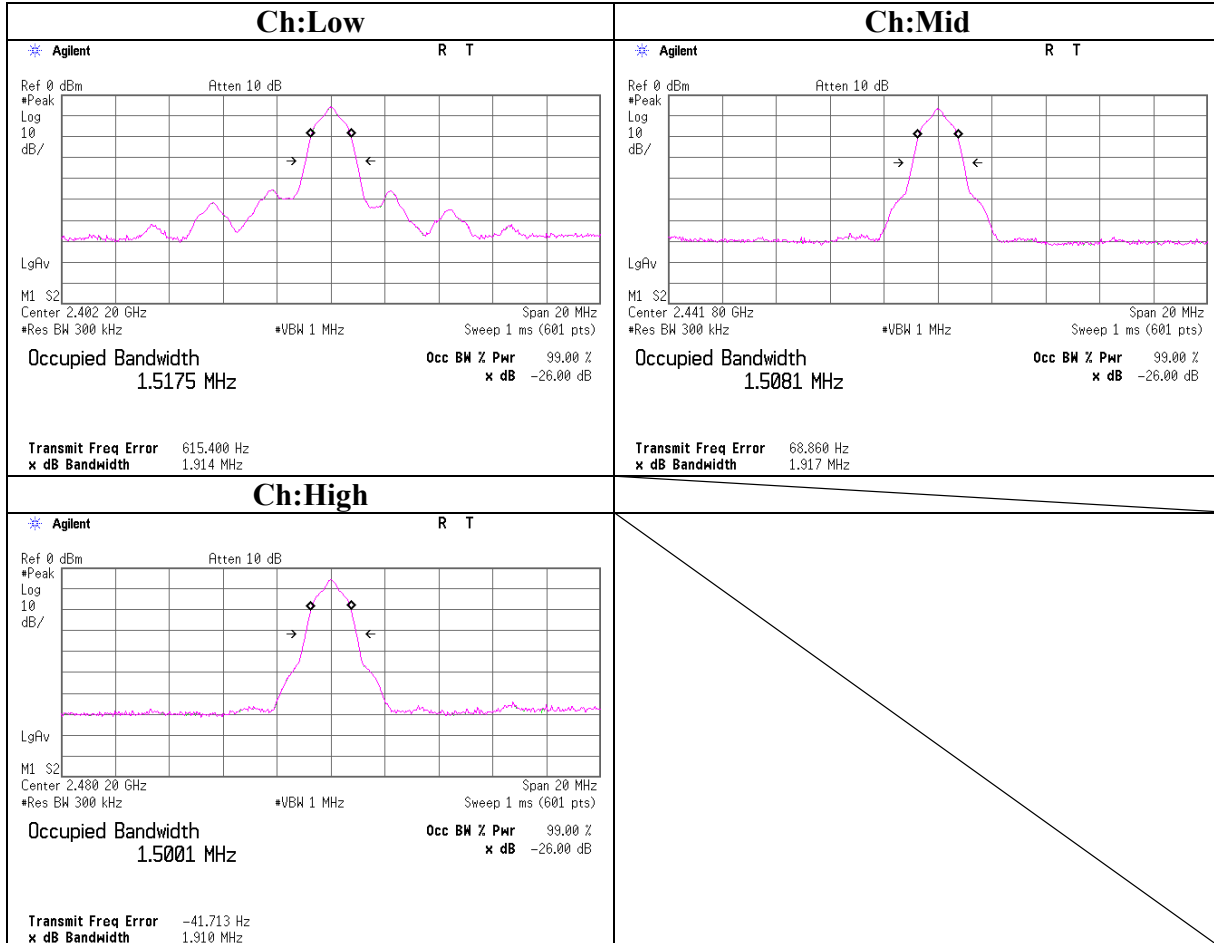 Ch:Low
Agilent R T
Ref 0 dBm Atten 10 dB
#Peak
Log
10
dB/
LgAv
M1 S2
Center 2.402 20 GHz Span 20 MHz
#Res BW 300 kHz #VBW 1 MHz Sweep 1 ms (601 pts)
Occupied Bandwidth Occ BW % Pwr 99.00 %
1.5175 MHz x dB -26.00 dB
Transmit Freq Error 615.400 Hz
x dB Bandwidth 1.914 MHz
Ch:Mid
Agilent R T
Ref 0 dBm Atten 10 dB
#Peak
Log
10
dB/
LgAv
M1 S2
Center 2.441 80 GHz Span 20 MHz
#Res BW 300 kHz #VBW 1 MHz Sweep 1 ms (601 pts)
Occupied Bandwidth Occ BW % Pwr 99.00 %
1.5081 MHz x dB -26.00 dB
Transmit Freq Error 68.860 Hz
x dB Bandwidth 1.917 MHz
Ch:High
Agilent R T
Ref 0 dBm Atten 10 dB
#Peak
Log
10
dB/
LgAv
M1 S2
Center 2.480 20 GHz Span 20 MHz
#Res BW 300 kHz #VBW 1 MHz Sweep 1 ms (601 pts)
Occupied Bandwidth Occ BW % Pwr 99.00 %
1.5001 MHz x dB -26.00 dB
Transmit Freq Error -41.713 Hz
x dB Bandwidth 1.910 MHz